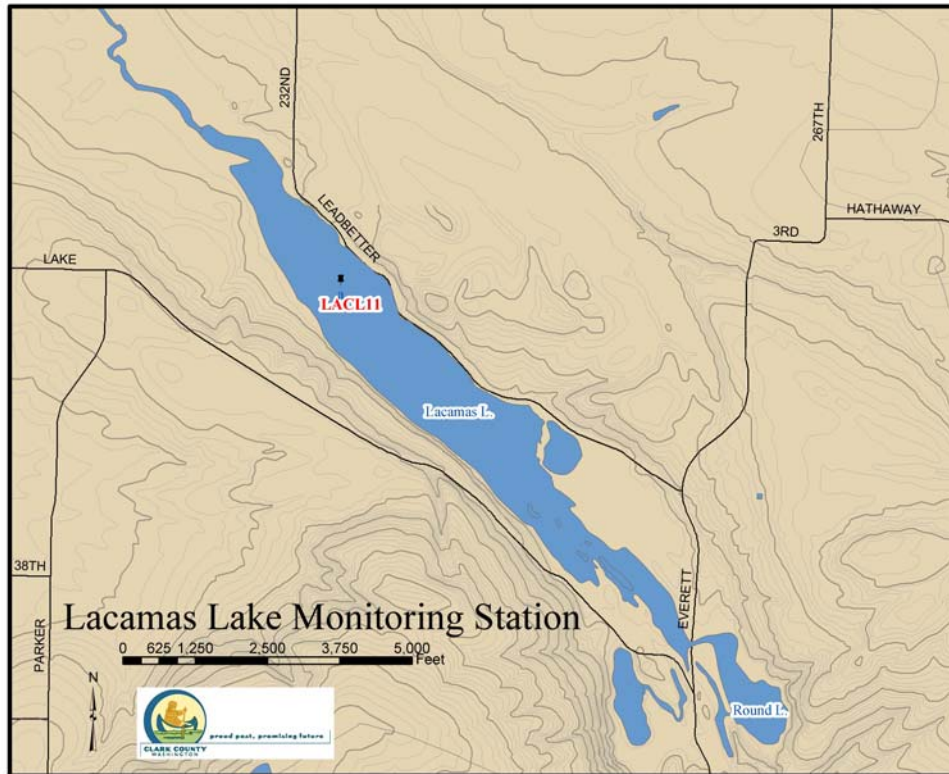 232ND
267TH
LEADBETTER
HATHAWAY
3RD
LAKE
LACL11
Lacamas L.
38TH
EVERETT
Lacamas Lake Monitoring Station
PARKER
0 625 1,250 2,500 3,750 5,000
Feet
N
Round L.
proud past, promising future
CLARK COUNTY
WASHINGTON